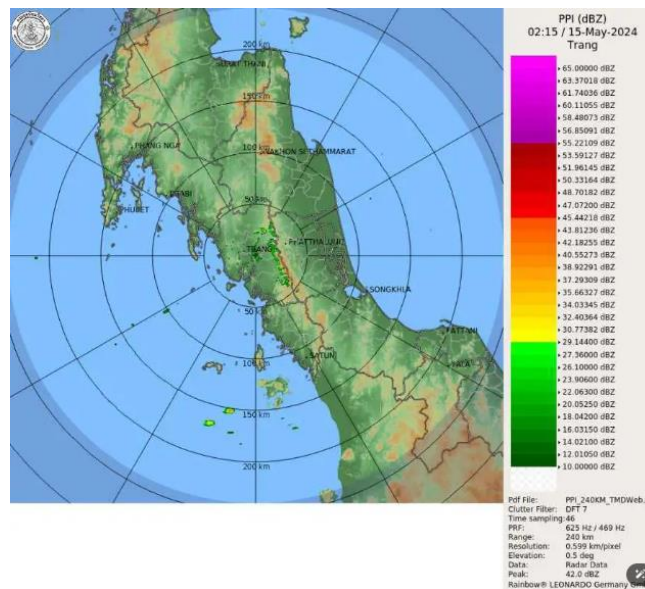 PPI (dBZ)
02:15 / 15-May-2024
Trang
65.00000 dBZ
63.37018 dBZ
61.74036 dBZ
60.11055 dBZ
58.48073 dBZ
56.85091 dBZ
55.22109 dBZ
53.59127 dBZ
51.96145 dBZ
50.33164 dBZ
48.70182 dBZ
47.07200 dBZ
45.44218 dBZ
43.81236 dBZ
42.18255 dBZ
40.55273 dBZ
38.92291 dBZ
37.29309 dBZ
35.66327 dBZ
34.03345 dBZ
32.40364 dBZ
30.77382 dBZ
29.14400 dBZ
27.36000 dBZ
26.10000 dBZ
23.90600 dBZ
22.06300 dBZ
20.05250 dBZ
18.04200 dBZ
16.03150 dBZ
14.02100 dBZ
12.01050 dBZ
10.00000 dBZ
Pdf File: PPI_240KM_TMDWeb.
Clutter Filter: DFT 7
Time sampling:46
PRF: 625 Hz / 469 Hz
Range: 240 km
Resolution: 0.599 km/pixel
Elevation: 0.5 deg
Data: Radar Data
Peak: 42.0 dBZ
Rainbow® LEONARDO Germany
200 km
SURAT THANI
150 km
100 km
PHANG NGA
NAKHON SI THAMMARAT
KRABI
50 km
PHUKET
PHATTHALUNG
TRANG
SONGKHLA
50 km
PATTANI
SATUN
100 km
YALA
150 km
200 km